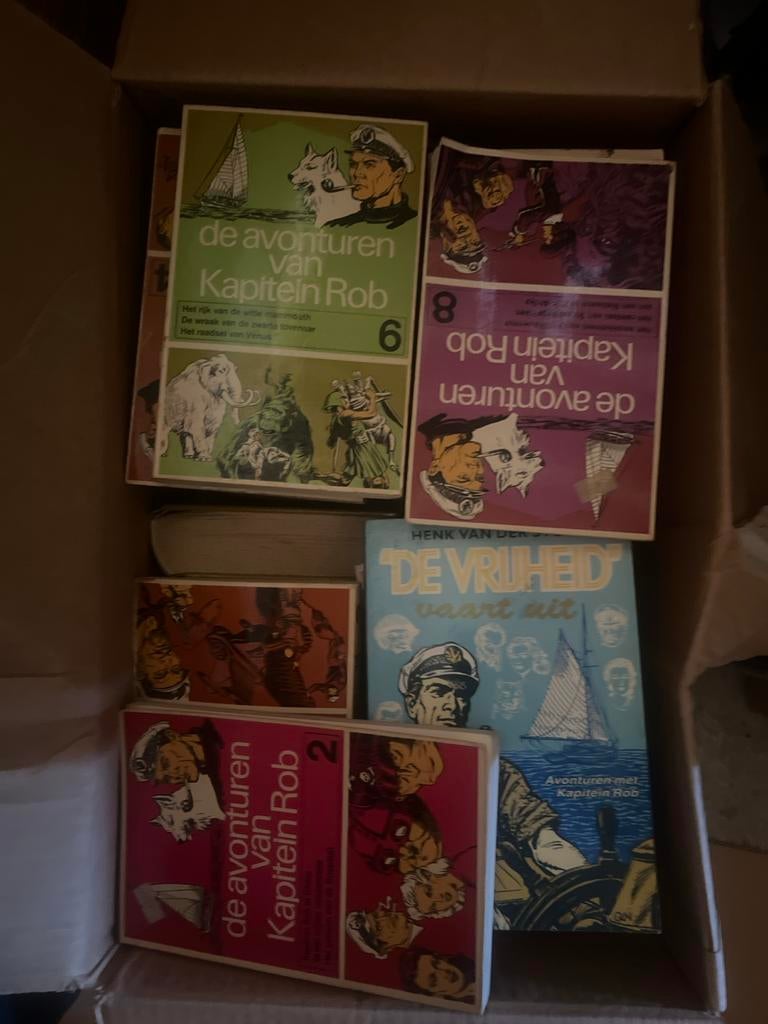 de avonturen
van
Kapitein Rob
Het rijk van de witte mammouth
De wraak van de zwarte tovenaar
Het raadsel van Venus
6
de avonturen
van
Kapitein Rob
8
HENK VAN DER
'DE VRIJHEID'
vaart uit
Avonturen met
Kapitein Rob
de avonturen
van
Kapitein Rob
2